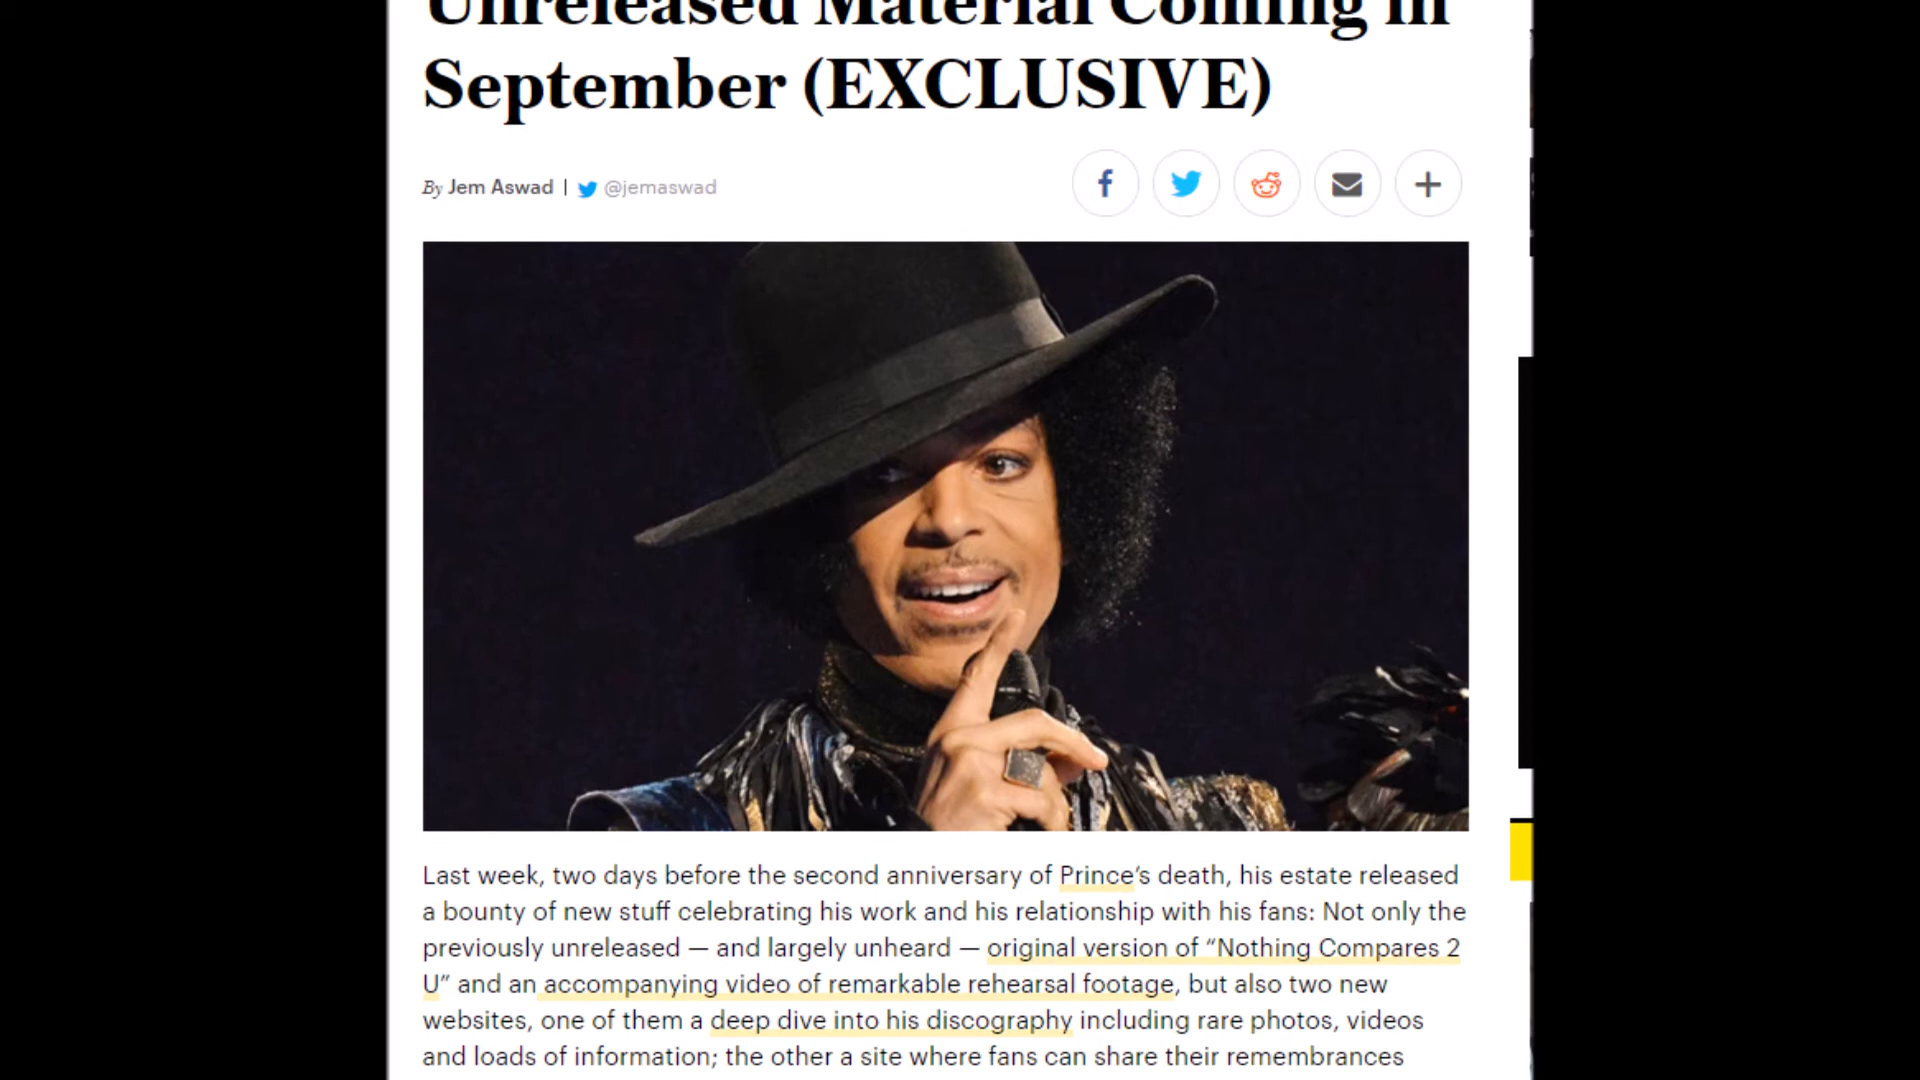 Unreleased Material Coming in
September (EXCLUSIVE)
By Jem Aswad | @jemaswad
Last week, two days before the second anniversary of Prince’s death, his estate released
a bounty of new stuff celebrating his work and his relationship with his fans: Not only the
previously unreleased — and largely unheard — original version of “Nothing Compares 2
U” and an accompanying video of remarkable rehearsal footage, but also two new
websites, one of them a deep dive into his discography including rare photos, videos
and loads of information; the other a site where fans can share their remembrances